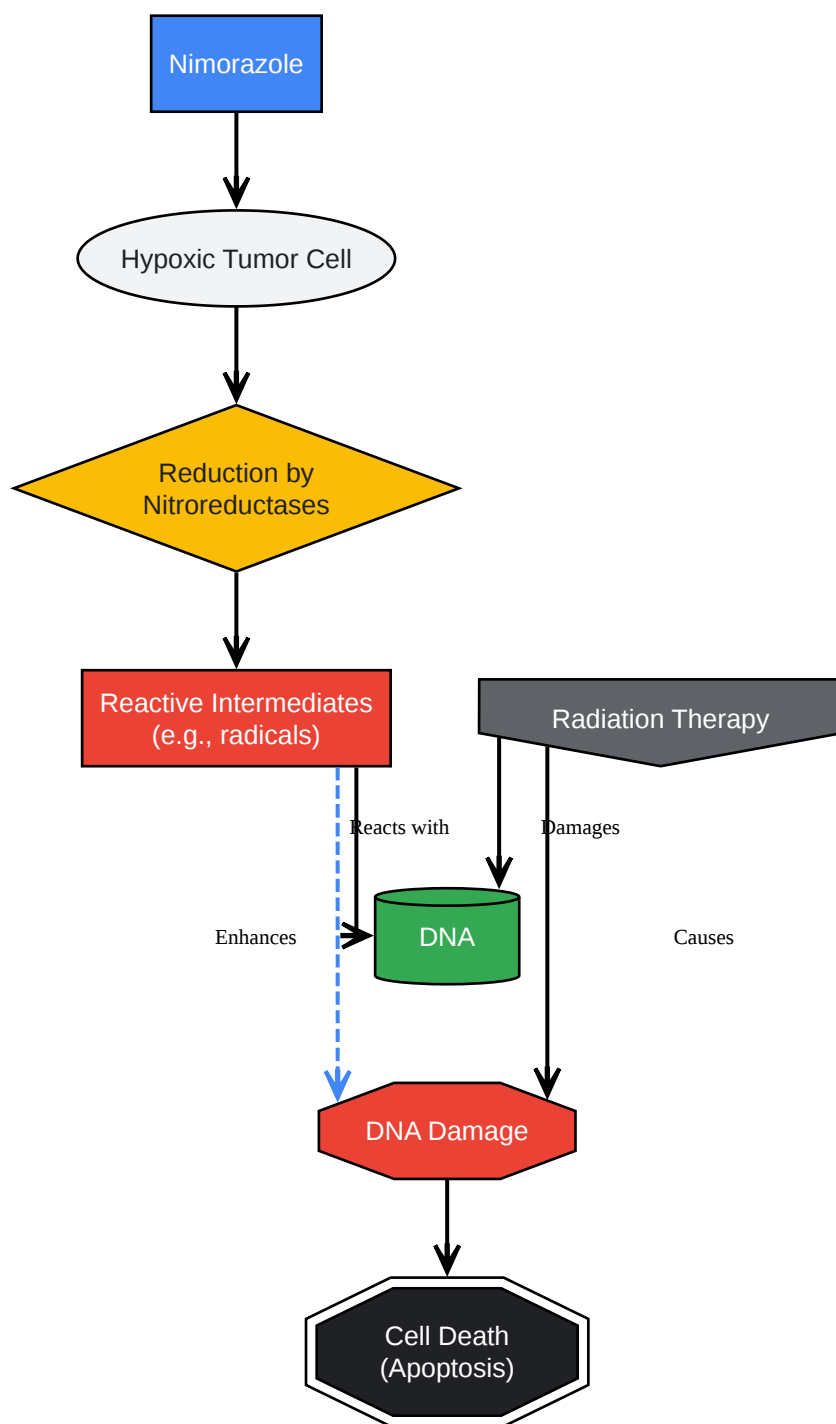 Nimorazole
Hypoxic Tumor Cell
Reduction by
Nitroreductases
Reactive Intermediates
(e.g., radicals)
Radiation Therapy
Reacts with
Damages
Enhances
DNA
Causes
DNA Damage
Cell Death
(Apoptosis)